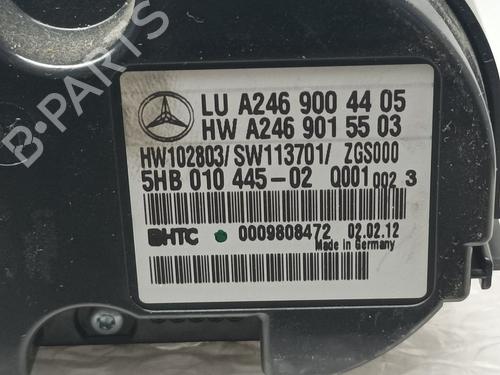 B-PARTS
LU A246 900 44 05
HW A246 901 55 03
HW102803/SW113701/ ZGS000
5HB 010 445-02 Q001 002 3
BHTC 0009808472 02.02.12
Made in Germany